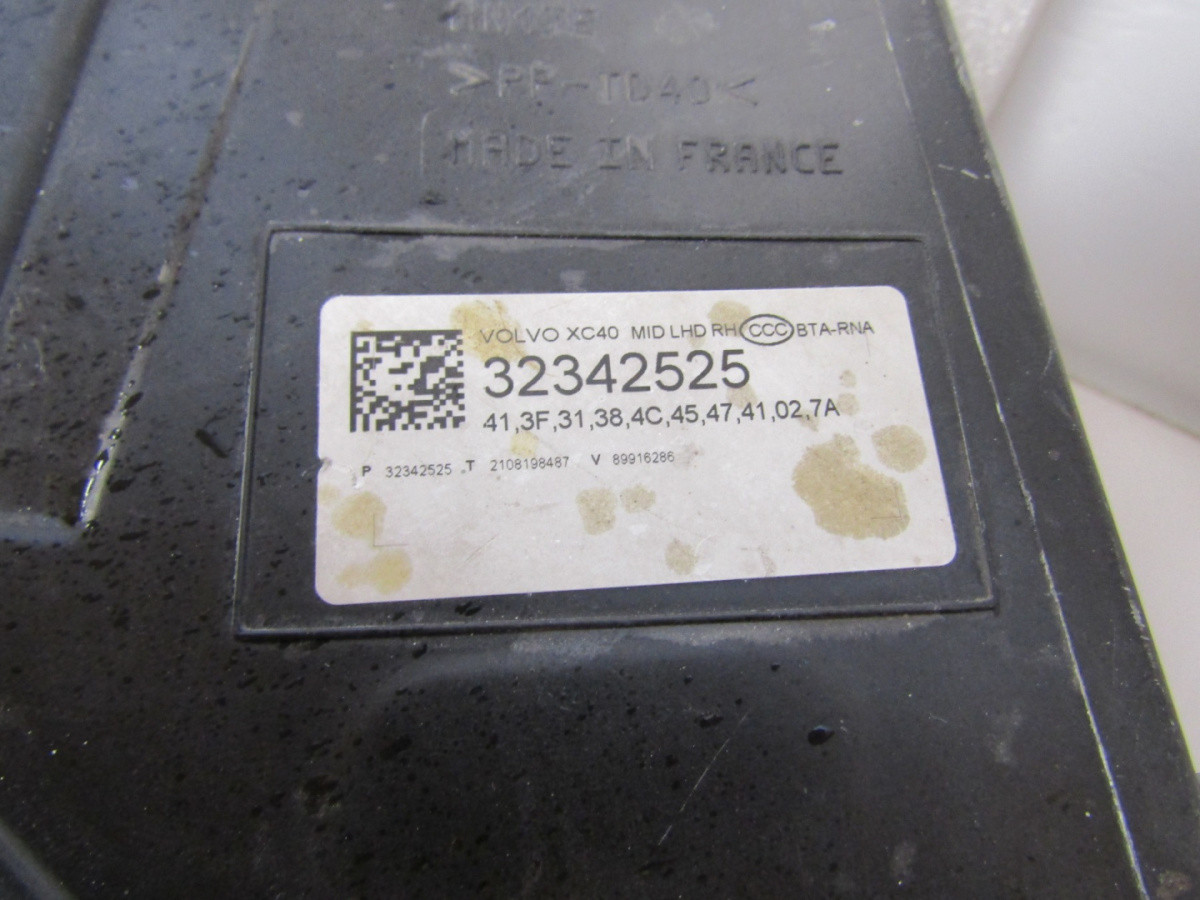 >PP-TD40<
MADE IN FRANCE
VOLVO XC40 MID LHD RH CCC BTA-RNA
32342525
41,3F,31,38,4C,45,47,41,02,7A
P 32342525 T 2108198487 V 89916286